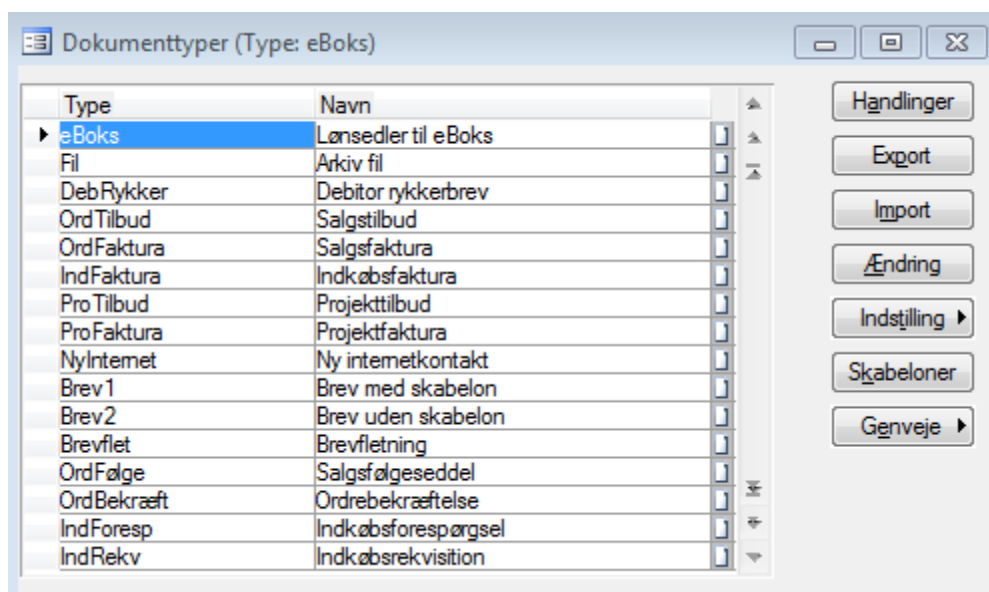 Dokumenttyper (Type: eBoks)
Type Navn
eBoks Lønsedler til eBoks
Fil Arkiv fil
DebRykker Debitor rykkerbrev
OrdTilbud Salgstilbud
OrdFaktura Salgsfaktura
IndFaktura Indkøbsfaktura
ProTilbud Projekttilbud
ProFaktura Projektfaktura
NyInternet Ny internetkontakt
Brev1 Brev med skabelon
Brev2 Brev uden skabelon
Brevflet Brevfletning
OrdFølge Salgsfølgeseddel
OrdBekræft Ordrebekræftelse
IndForesp Indkøbsforespørgsel
IndRekv Indkøbsrekvisition
Handlinger
Export
Import
Ændring
Indstilling
Skabeloner
Genveje